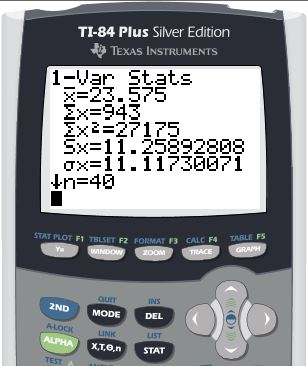 TI-84 Plus Silver Edition
TEXAS INSTRUMENTS
1-Var Stats
x̄=23.575
Σx=943
Σx²=27175
Sx=11.25892808
σx=11.11730071
↓n=40
STAT PLOT F1 TBLSET F2 FORMAT F3 CALC F4 TABLE F5
Y= WINDOW ZOOM TRACE GRAPH
QUIT INS
2ND MODE DEL
A-LOCK LINK LIST
ALPHA X,T,Θ,n STAT
TEST A